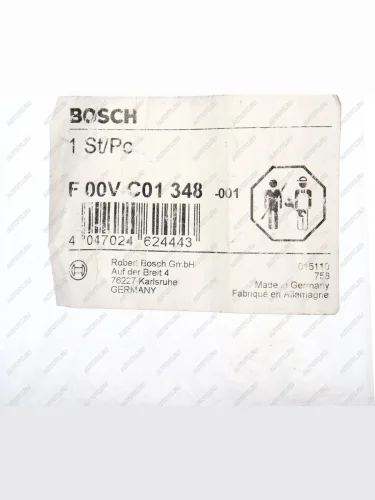 BOSCH
1 St/Pc
F 00V C01 348 -001
4 047024 624443
Robert Bosch GmbH
Auf der Breit 4
76227 Karlsruhe
GERMANY
015110
758
Made in Germany
Fabriqué en Allemagne